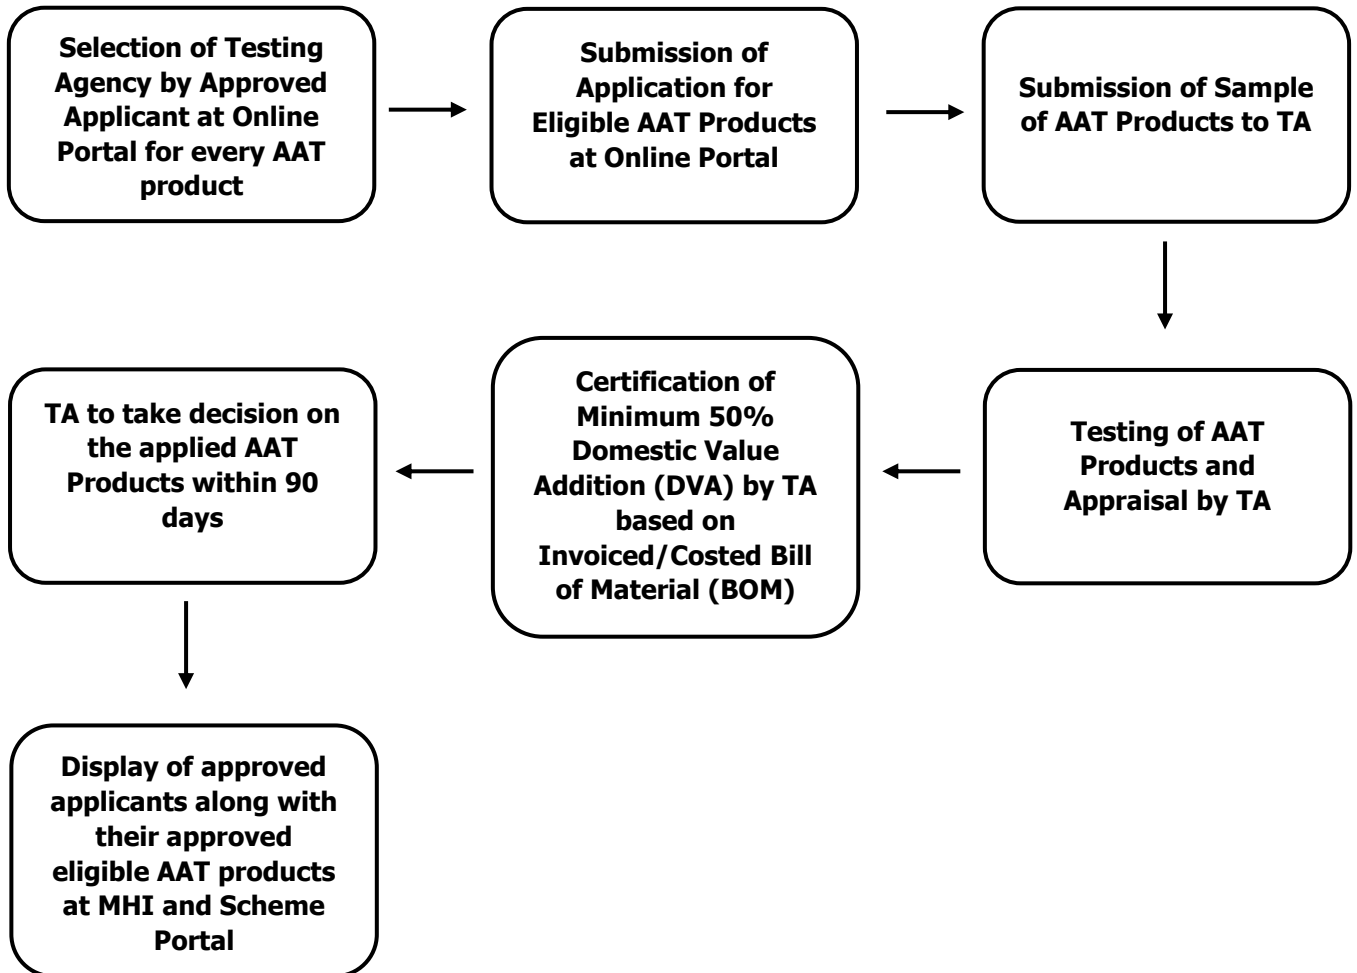 Selection of Testing
Agency by Approved
Applicant at Online
Portal for every AAT
product
Submission of
Application for
Eligible AAT Products
at Online Portal
Submission of Sample
of AAT Products to TA
Testing of AAT
Products and
Appraisal by TA
Certification of
Minimum 50%
Domestic Value
Addition (DVA) by TA
based on
Invoiced/Costed Bill
of Material (BOM)
TA to take decision on
the applied AAT
Products within 90
days
Display of approved
applicants along with
their approved
eligible AAT products
at MHI and Scheme
Portal